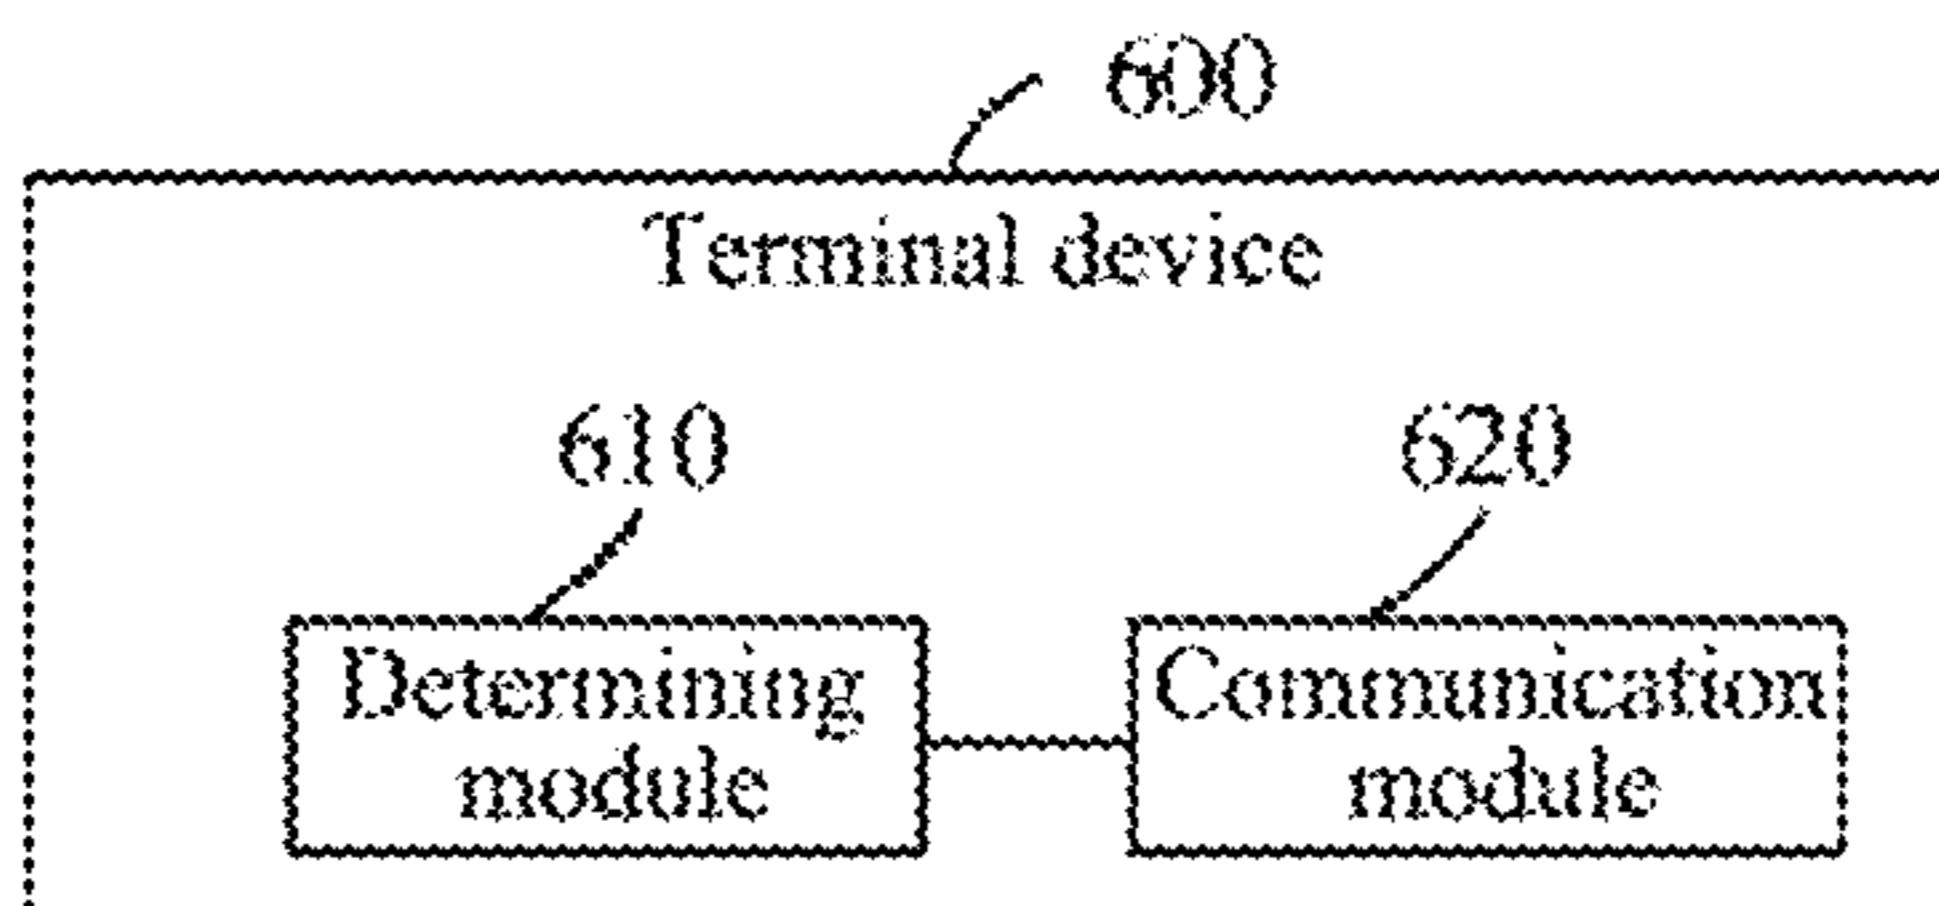 600
Terminal device
610
620
Determining
module
Communication
module